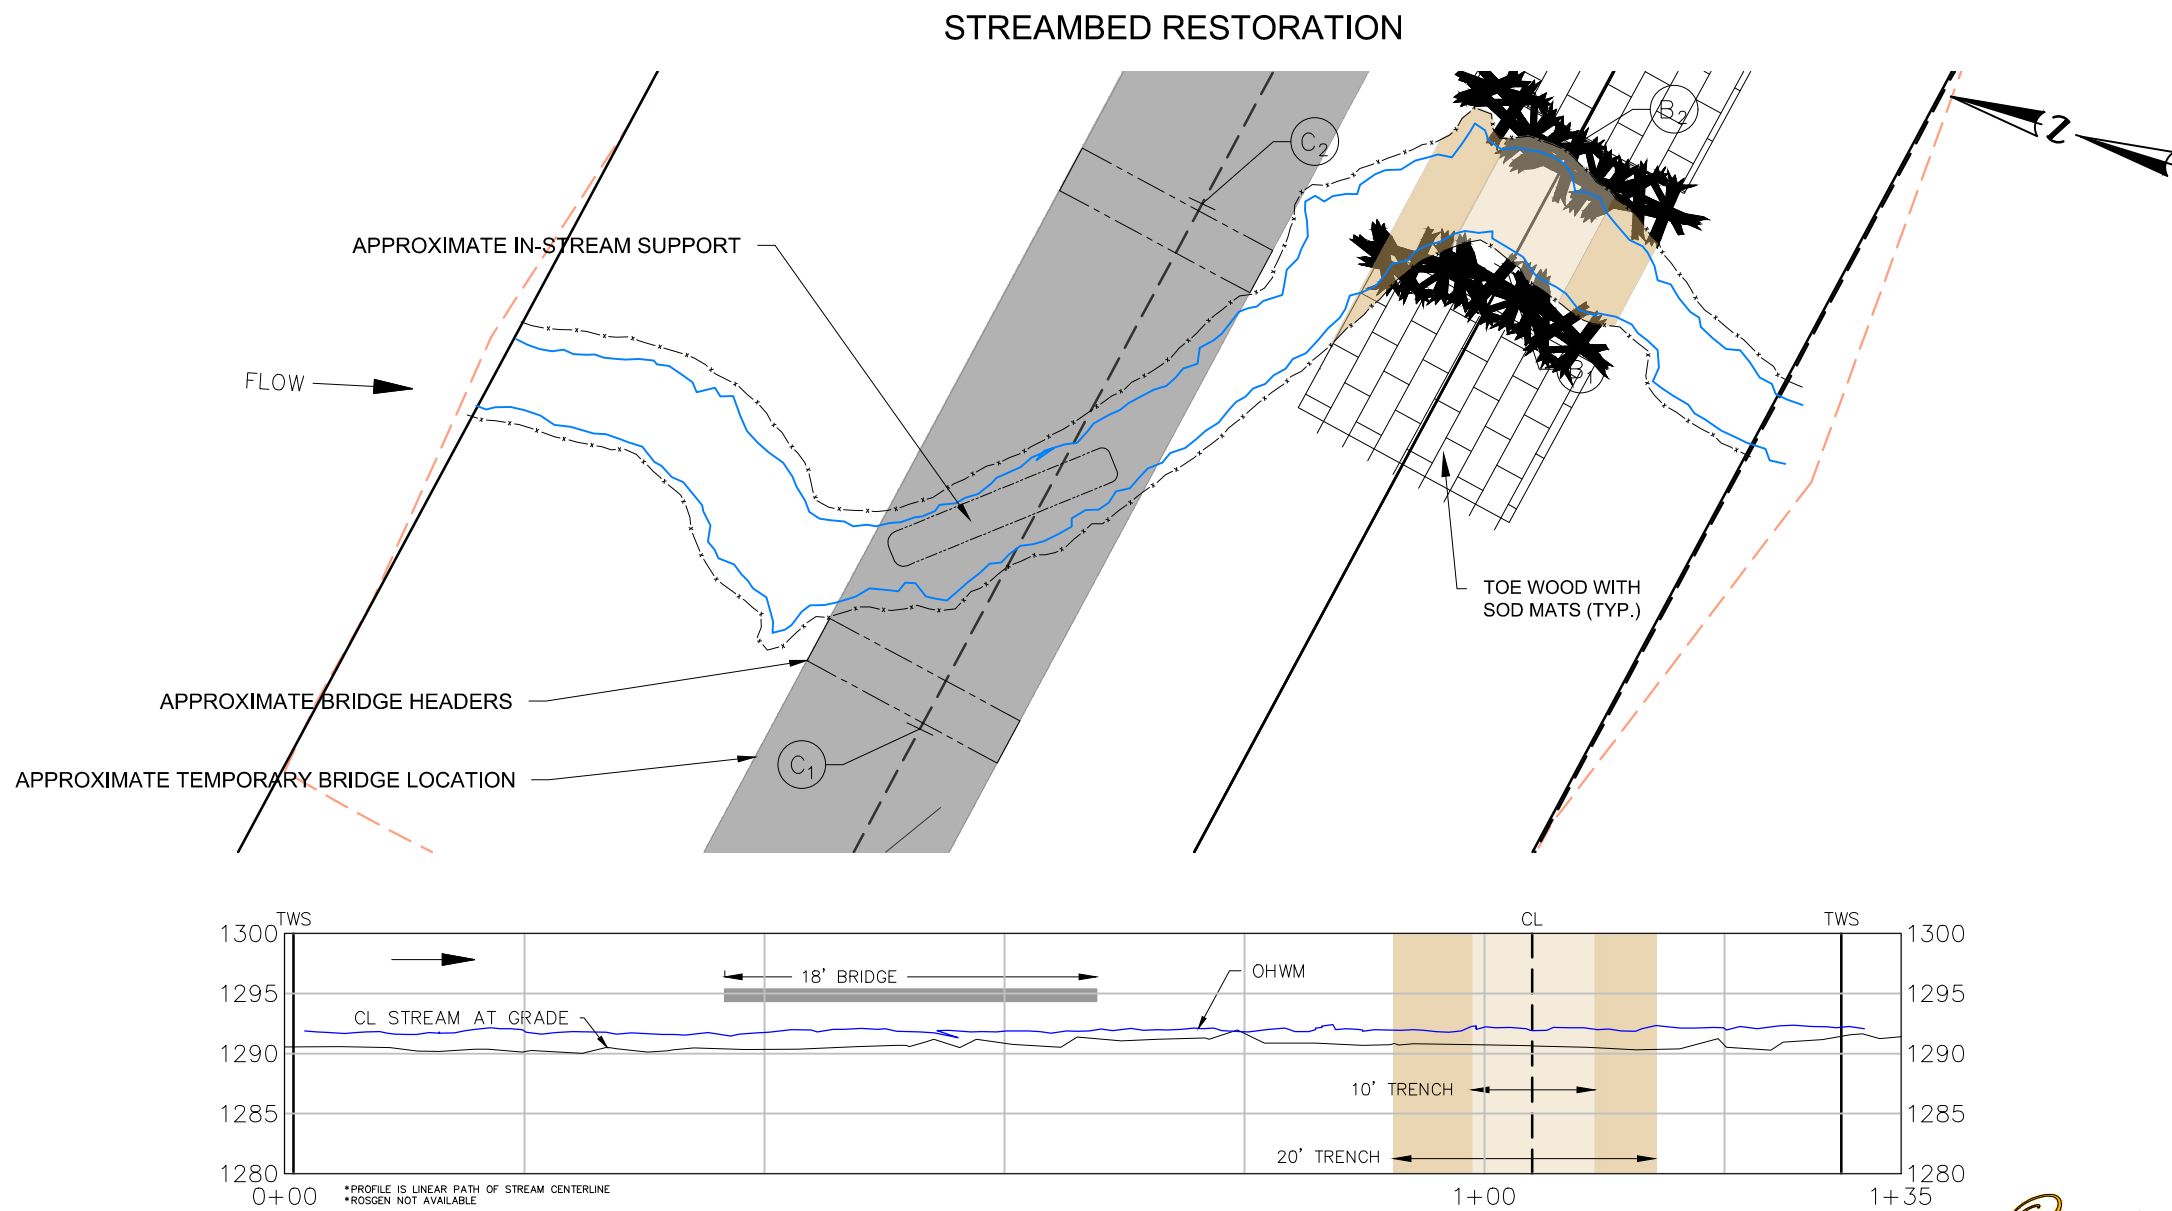 STREAMBED RESTORATION
B2
N
C2
APPROXIMATE IN-STREAM SUPPORT
FLOW
B1
TOE WOOD WITH
SOD MATS (TYP.)
APPROXIMATE BRIDGE HEADERS
C1
APPROXIMATE TEMPORARY BRIDGE LOCATION
TWS
CL
TWS
1300
1300
18' BRIDGE
OHWM
1295
1295
CL STREAM AT GRADE
1290
1290
10' TRENCH
1285
1285
20' TRENCH
1280
1280
0+00
*PROFILE IS LINEAR PATH OF STREAM CENTERLINE
*ROSGEN NOT AVAILABLE
1+00
1+35